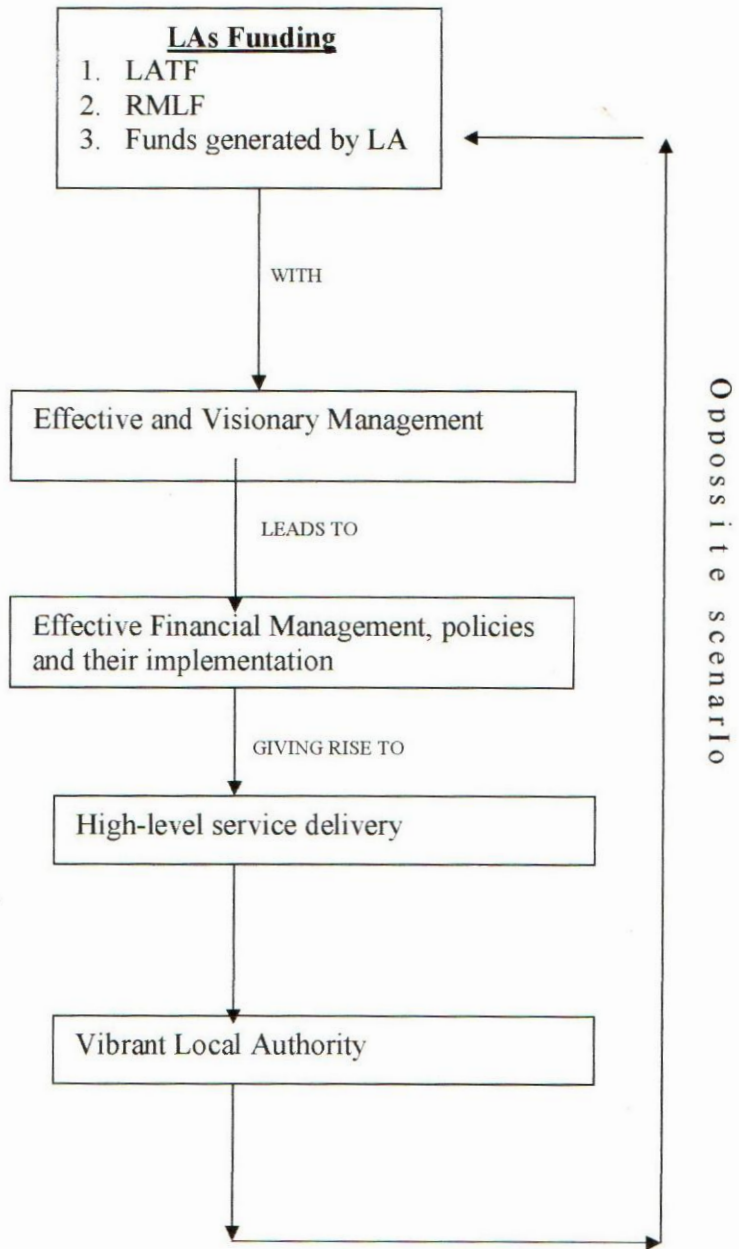 LAs Funding
1. LATF
2. RMLF
3. Funds generated by LA
WITH
Effective and Visionary Management
LEADS TO
Effective Financial Management, policies
and their implementation
GIVING RISE TO
High-level service delivery
Vibrant Local Authority
Oppossite scenarIo